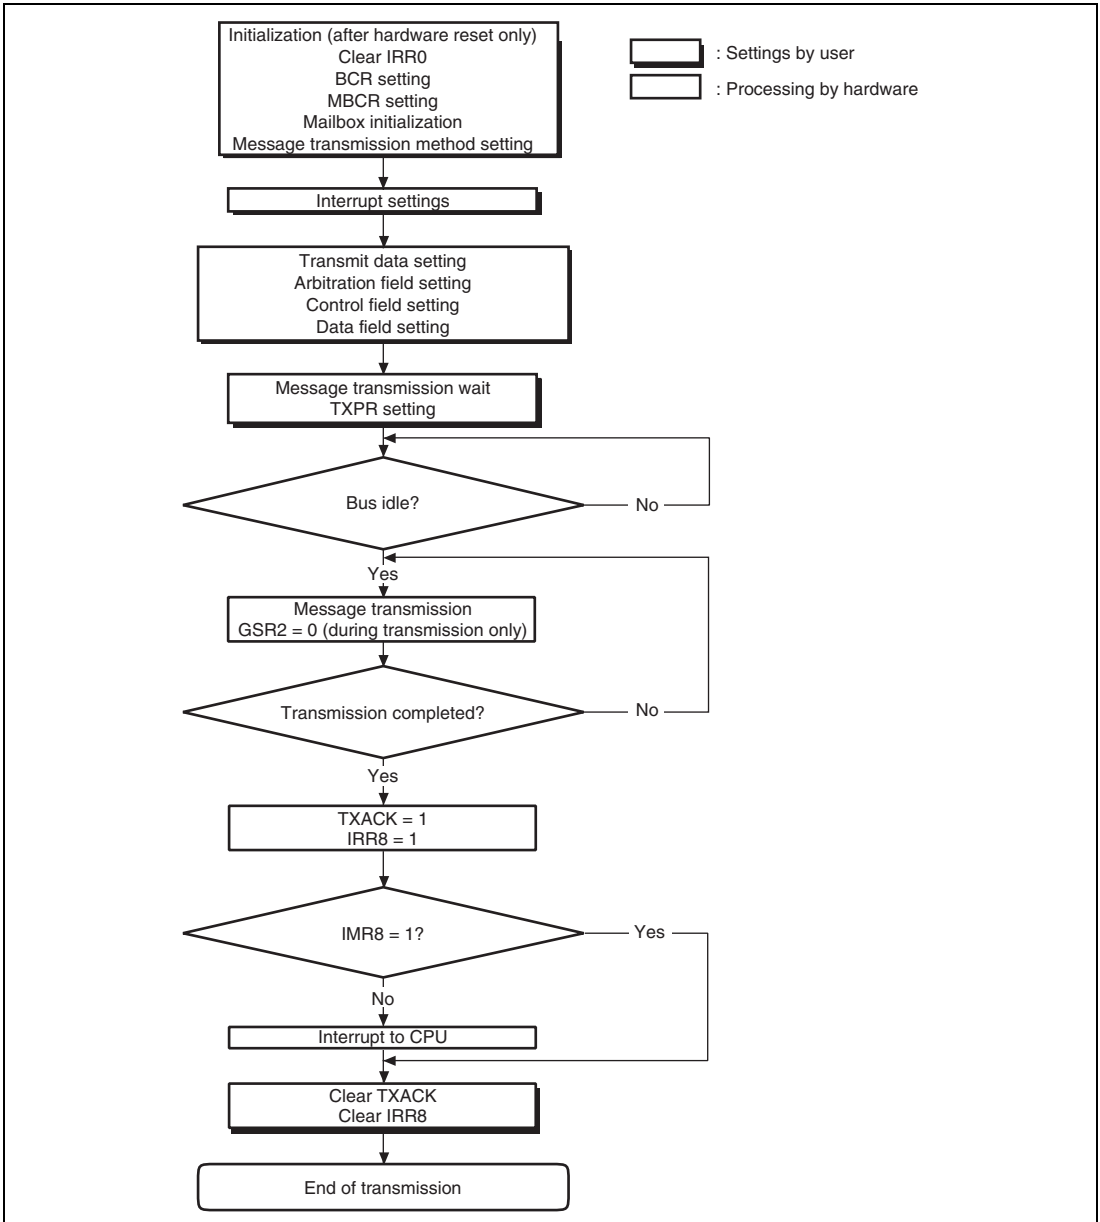 Initialization (after hardware reset only)
Clear IRR0
BCR setting
MBCR setting
Mailbox initialization
Message transmission method setting
: Settings by user
: Processing by hardware
Interrupt settings
Transmit data setting
Arbitration field setting
Control field setting
Data field setting
Message transmission wait
TXPR setting
Bus idle?
No
Yes
Message transmission
GSR2 = 0 (during transmission only)
Transmission completed?
No
Yes
TXACK = 1
IRR8 = 1
IMR8 = 1?
Yes
No
Interrupt to CPU
Clear TXACK
Clear IRR8
End of transmission